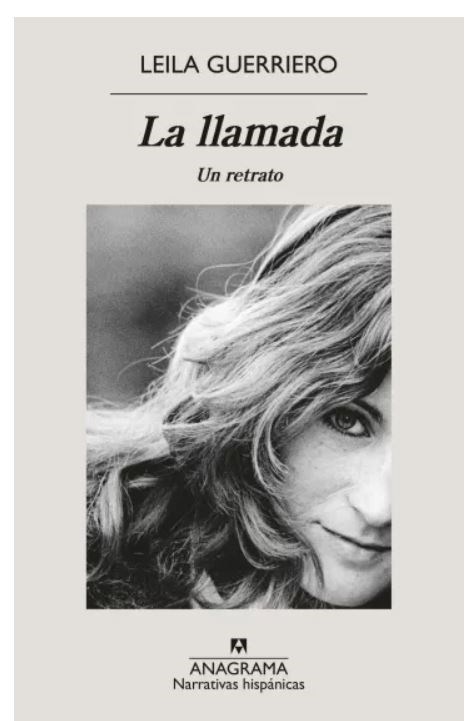 LEILA GUERRIERO
La llamada
Un retrato
ANAGRAMA
Narrativas hispánicas